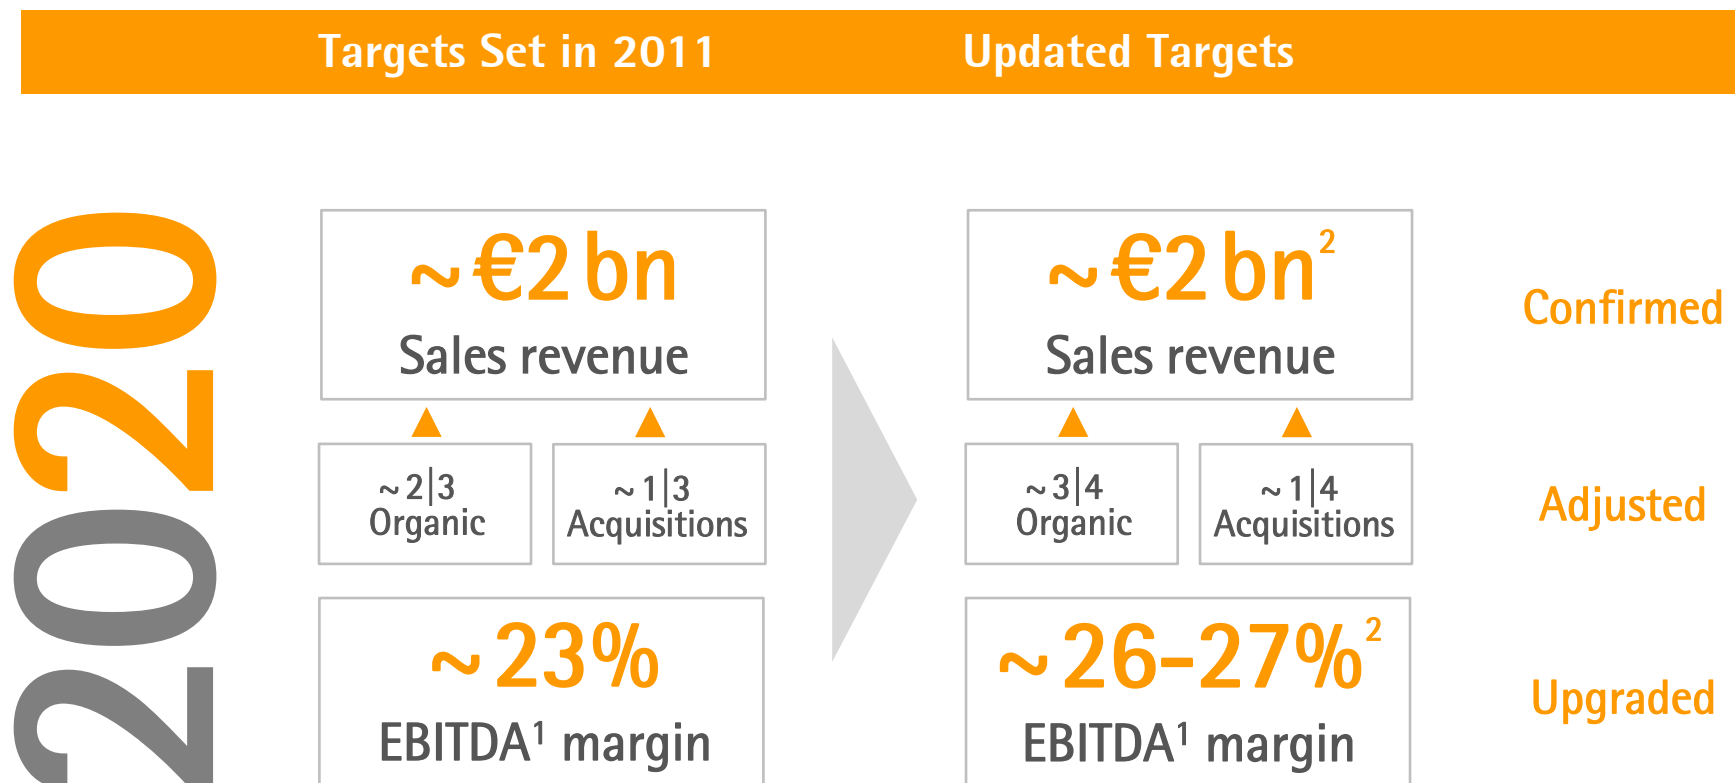 Targets Set in 2011
Updated Targets
2020
~€2 bn
Sales revenue
~€2 bn²
Sales revenue
Confirmed
~ 2|3
Organic
~ 1|3
Acquisitions
~ 3|4
Organic
~ 1|4
Acquisitions
Adjusted
~23%
EBITDA¹ margin
~26–27%²
EBITDA¹ margin
Upgraded